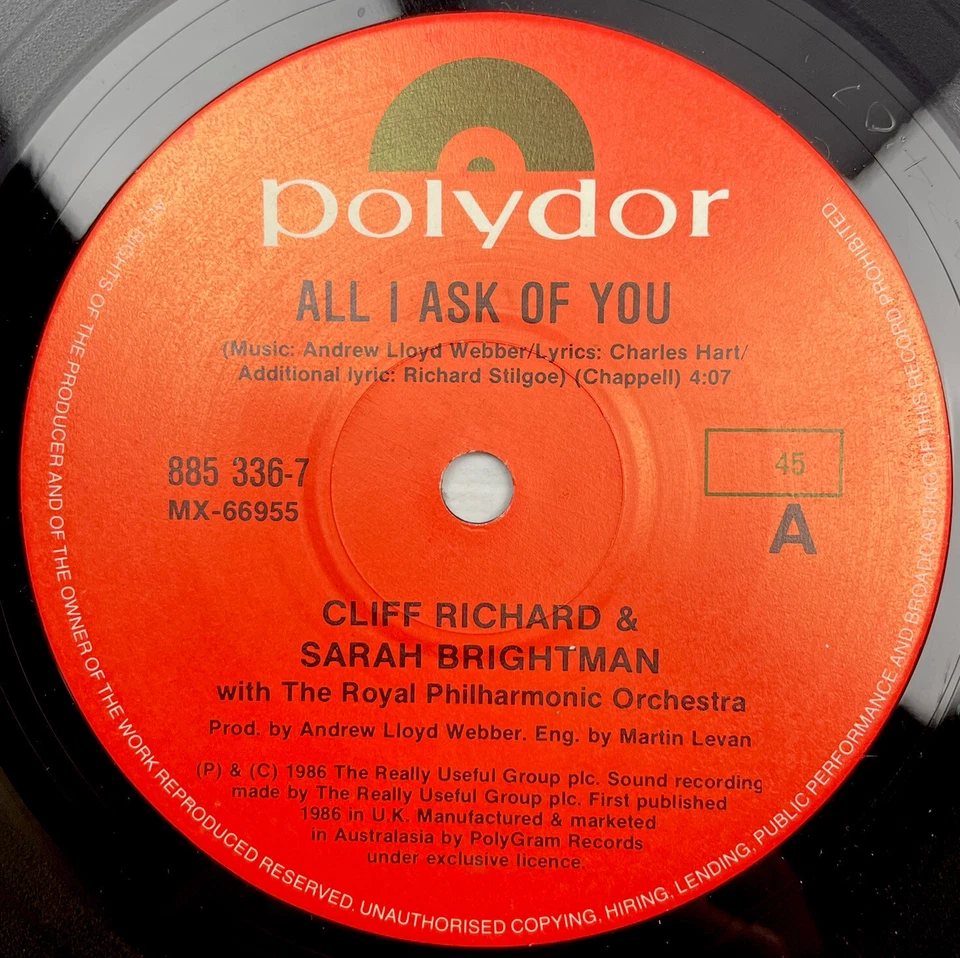 polydor
ALL I ASK OF YOU
(Music: Andrew Lloyd Webber/Lyrics: Charles Hart/
Additional lyric: Richard Stilgoe) (Chappell) 4:07
885 336-7
MX-66955
45
A
CLIFF RICHARD &
SARAH BRIGHTMAN
with The Royal Philharmonic Orchestra
Prod. by Andrew Lloyd Webber. Eng. by Martin Levan
(P) & (C) 1986 The Really Useful Group plc. Sound recording
made by The Really Useful Group plc. First published
1986 in U.K. Manufactured & marketed
in Australasia by PolyGram Records
under exclusive licence.
ALL RIGHTS OF THE PRODUCER AND OF THE OWNER OF THE WORK REPRODUCED RESERVED. UNAUTHORISED COPYING, HIRING, LENDING, PUBLIC PERFORMANCE AND BROADCASTING OF THIS RECORD PROHIBITED